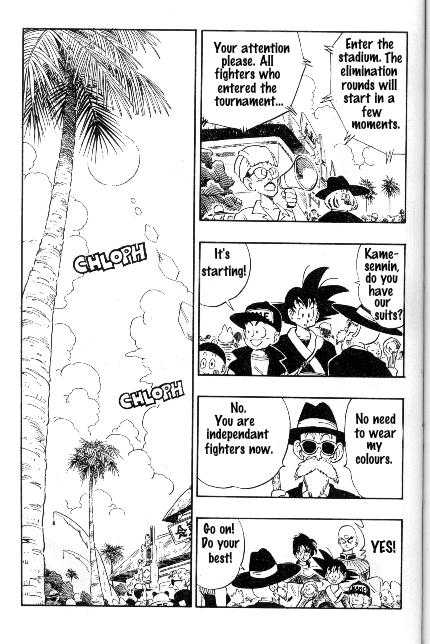 CHLOPH
CHLOPH
Your attention
please. All
fighters who
entered the
tournament...
Enter the
stadium. The
elimination
rounds will
start in a
few
moments.
It's
starting!
Kame-
sennin,
do you
have
our
suits?
No.
You are
independant
fighters now.
No need
to wear
my
colours.
Go on!
Do your
best!
YES!